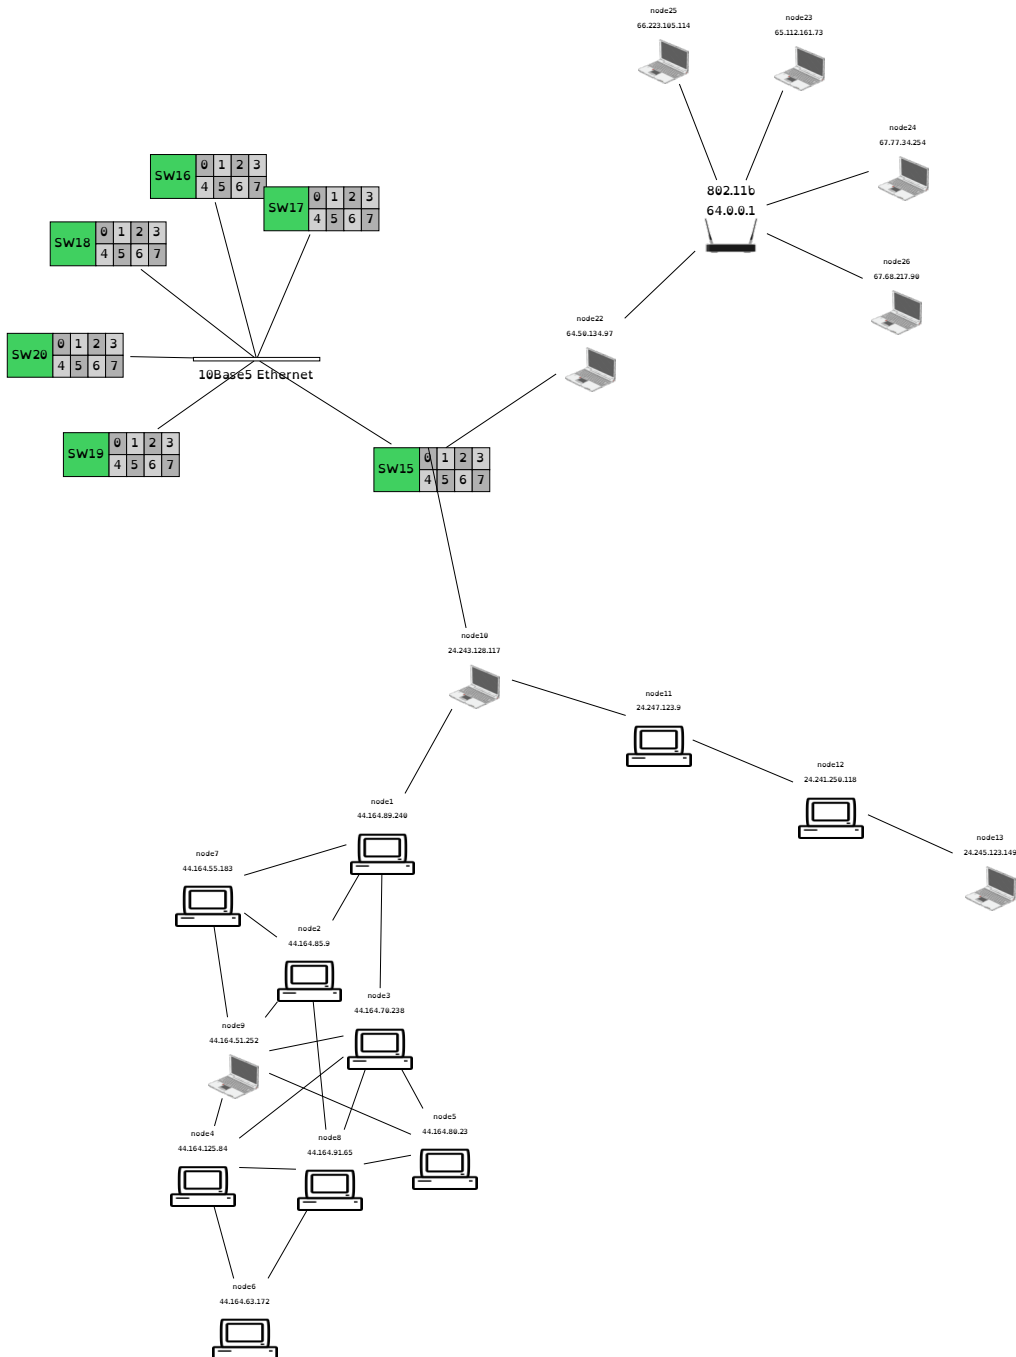 node25
66.223.105.114
node23
65.112.161.73
node24
67.77.34.254
SW16
0 1 2 3
4 5 6 7
SW17
0 1 2 3
4 5 6 7
802.11b
64.0.0.1
SW18
0 1 2 3
4 5 6 7
node26
67.68.217.90
node22
64.50.134.97
SW20
0 1 2 3
4 5 6 7
10Base5 Ethernet
SW19
0 1 2 3
4 5 6 7
SW15
0 1 2 3
4 5 6 7
node10
24.243.128.117
node11
24.247.123.9
node12
24.241.250.118
node1
44.164.89.240
node13
24.245.123.149
node7
44.164.55.183
node2
44.164.85.9
node3
44.164.70.238
node9
44.164.51.252
node5
44.164.80.23
node4
44.164.125.84
node8
44.164.91.65
node6
44.164.63.172